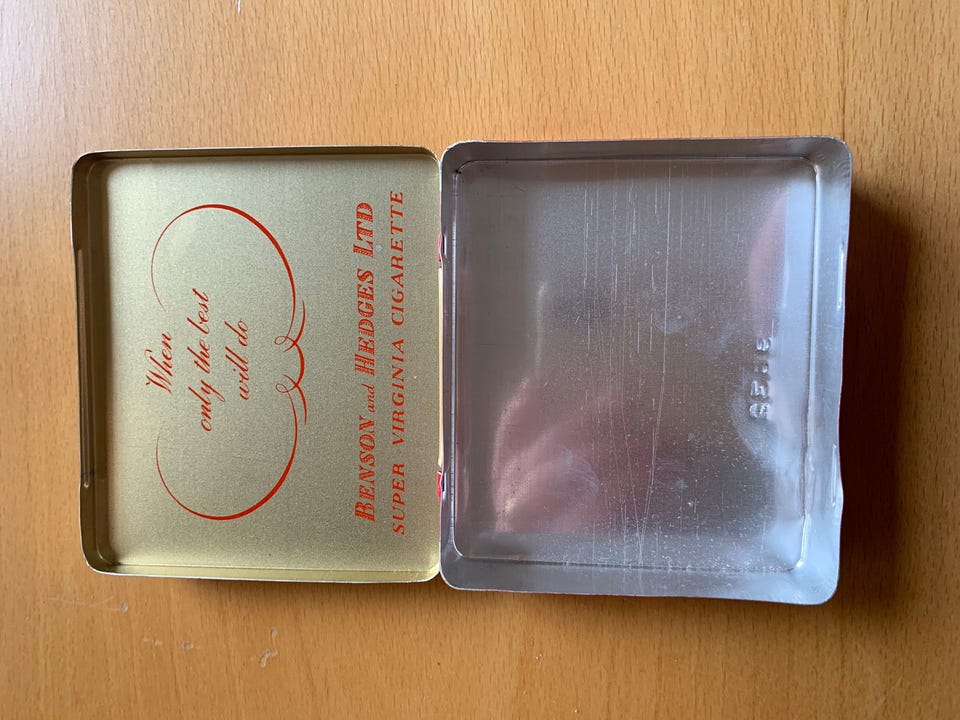 When
only the best
will do
BENSON and HEDGES LTD
SUPER VIRGINIA CIGARETTE